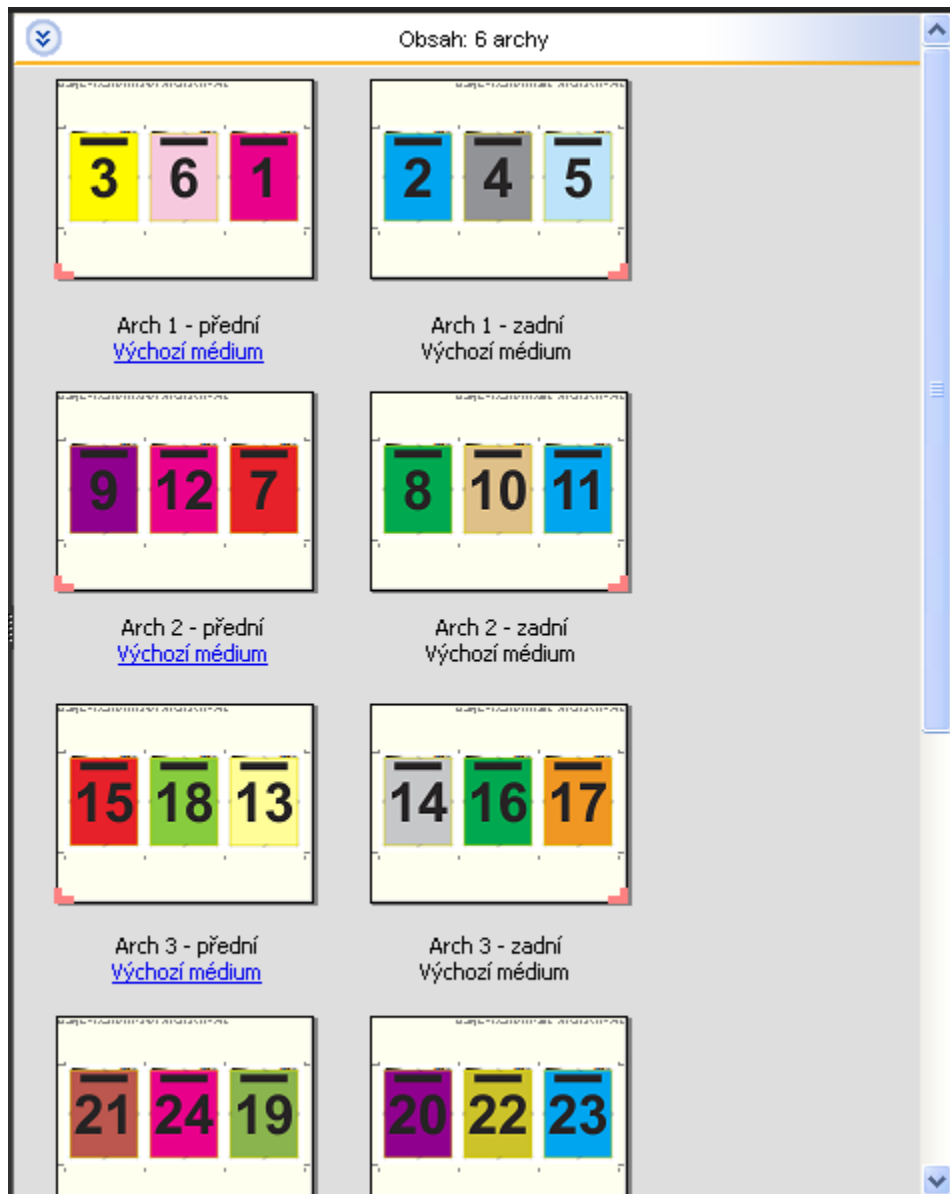 Obsah: 6 archy
3 6 1
2 4 5
Arch 1 - přední
Výchozí médium
Arch 1 - zadní
Výchozí médium
9 12 7
8 10 11
Arch 2 - přední
Výchozí médium
Arch 2 - zadní
Výchozí médium
15 18 13
14 16 17
Arch 3 - přední
Výchozí médium
Arch 3 - zadní
Výchozí médium
21 24 19
20 22 23